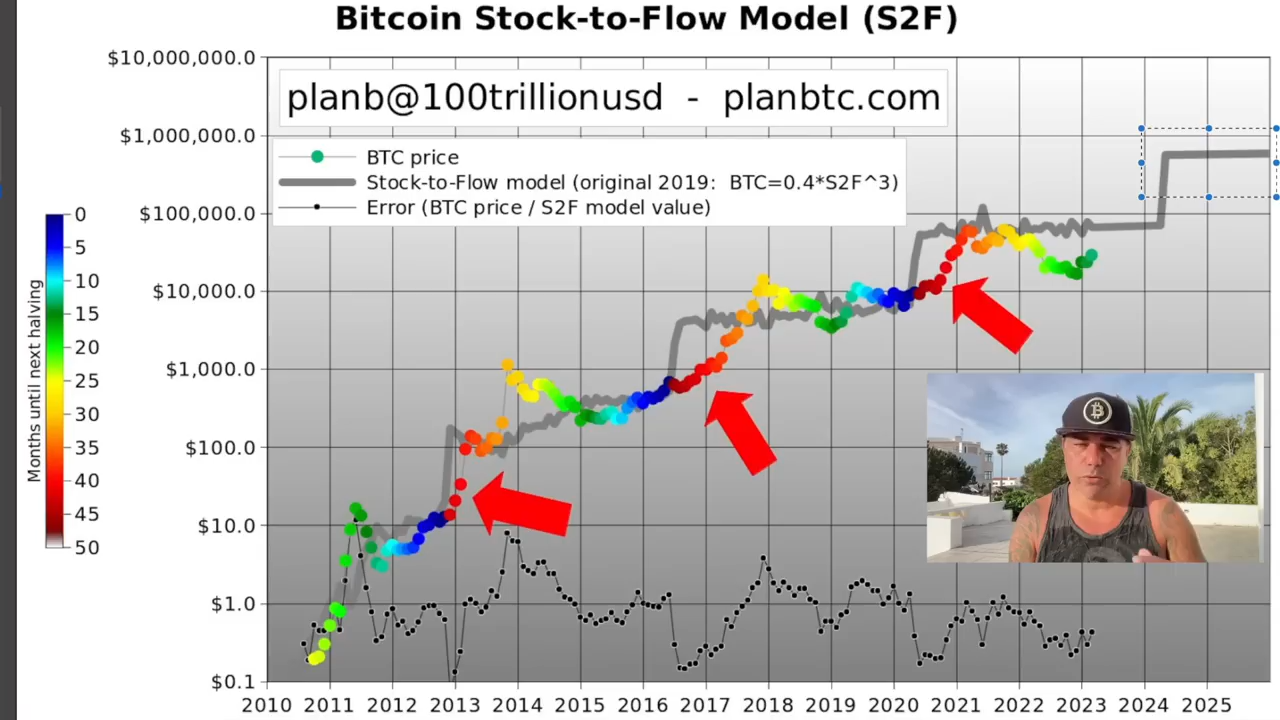 Bitcoin Stock-to-Flow Model (S2F)
$10,000,000.0
planb@100trillionusd - planbtc.com
$1,000,000.0
BTC price
Stock-to-Flow model (original 2019: BTC=0.4*S2F^3)
Error (BTC price / S2F model value)
$100,000.0
$10,000.0
$1,000.0
$100.0
$10.0
$1.0
$0.1
Months until next halving
0
5
10
15
20
25
30
35
40
45
50
2010 2011 2012 2013 2014 2015 2016 2017 2018 2019 2020 2021 2022 2023 2024 2025